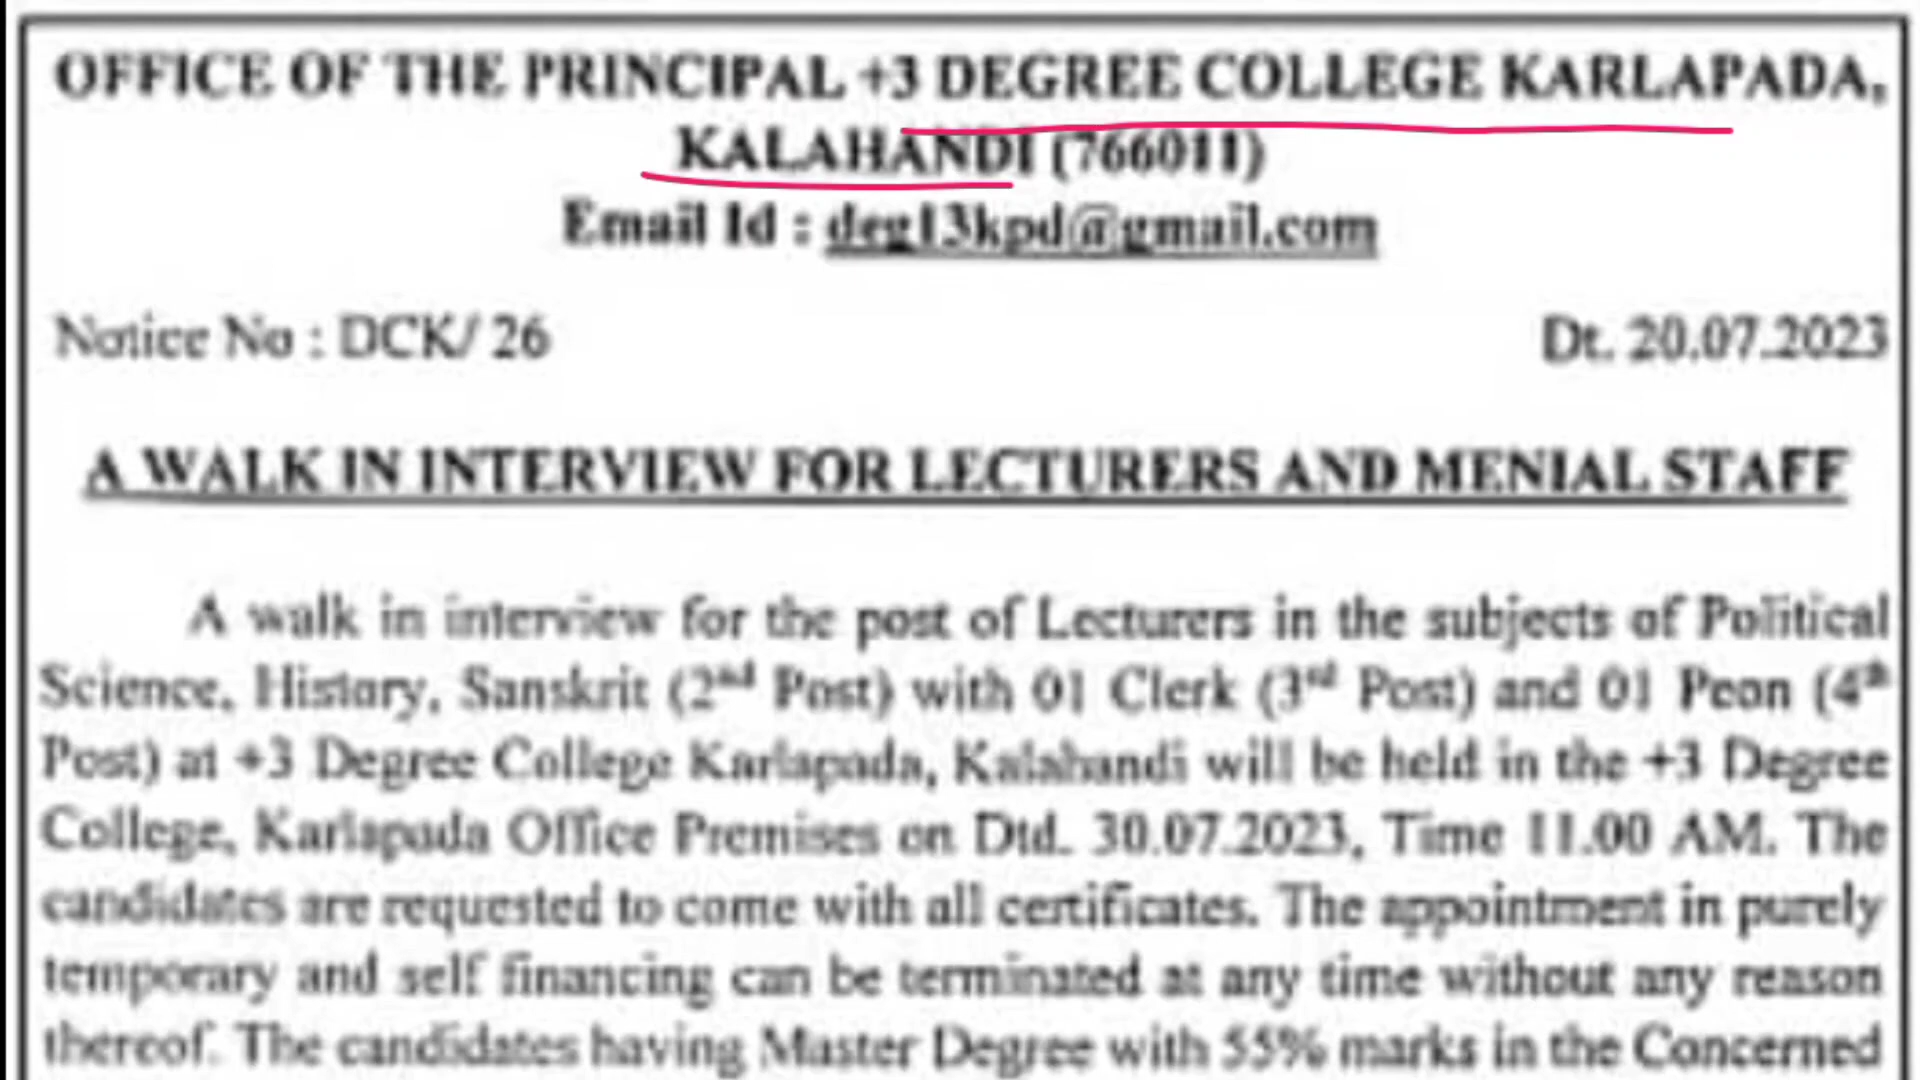 OFFICE OF THE PRINCIPAL +3 DEGREE COLLEGE KARLAPADA,
KALAHANDI (766011)
Email Id : deg13kpd@gmail.com
Notice No : DCK/ 26 Dt. 20.07.2023
A WALK IN INTERVIEW FOR LECTURERS AND MENIAL STAFF
A walk in interview for the post of Lecturers in the subjects of Political
Science, History, Sanskrit (2nd Post) with 01 Clerk (3rd Post) and 01 Peon (4th
Post) at +3 Degree College Karlapada, Kalahandi will be held in the +3 Degree
College, Karlapada Office Premises on Dtd. 30.07.2023, Time 11.00 AM. The
candidates are requested to come with all certificates. The appointment in purely
temporary and self financing can be terminated at any time without any reason
thereof. The candidates having Master Degree with 55% marks in the Concerned